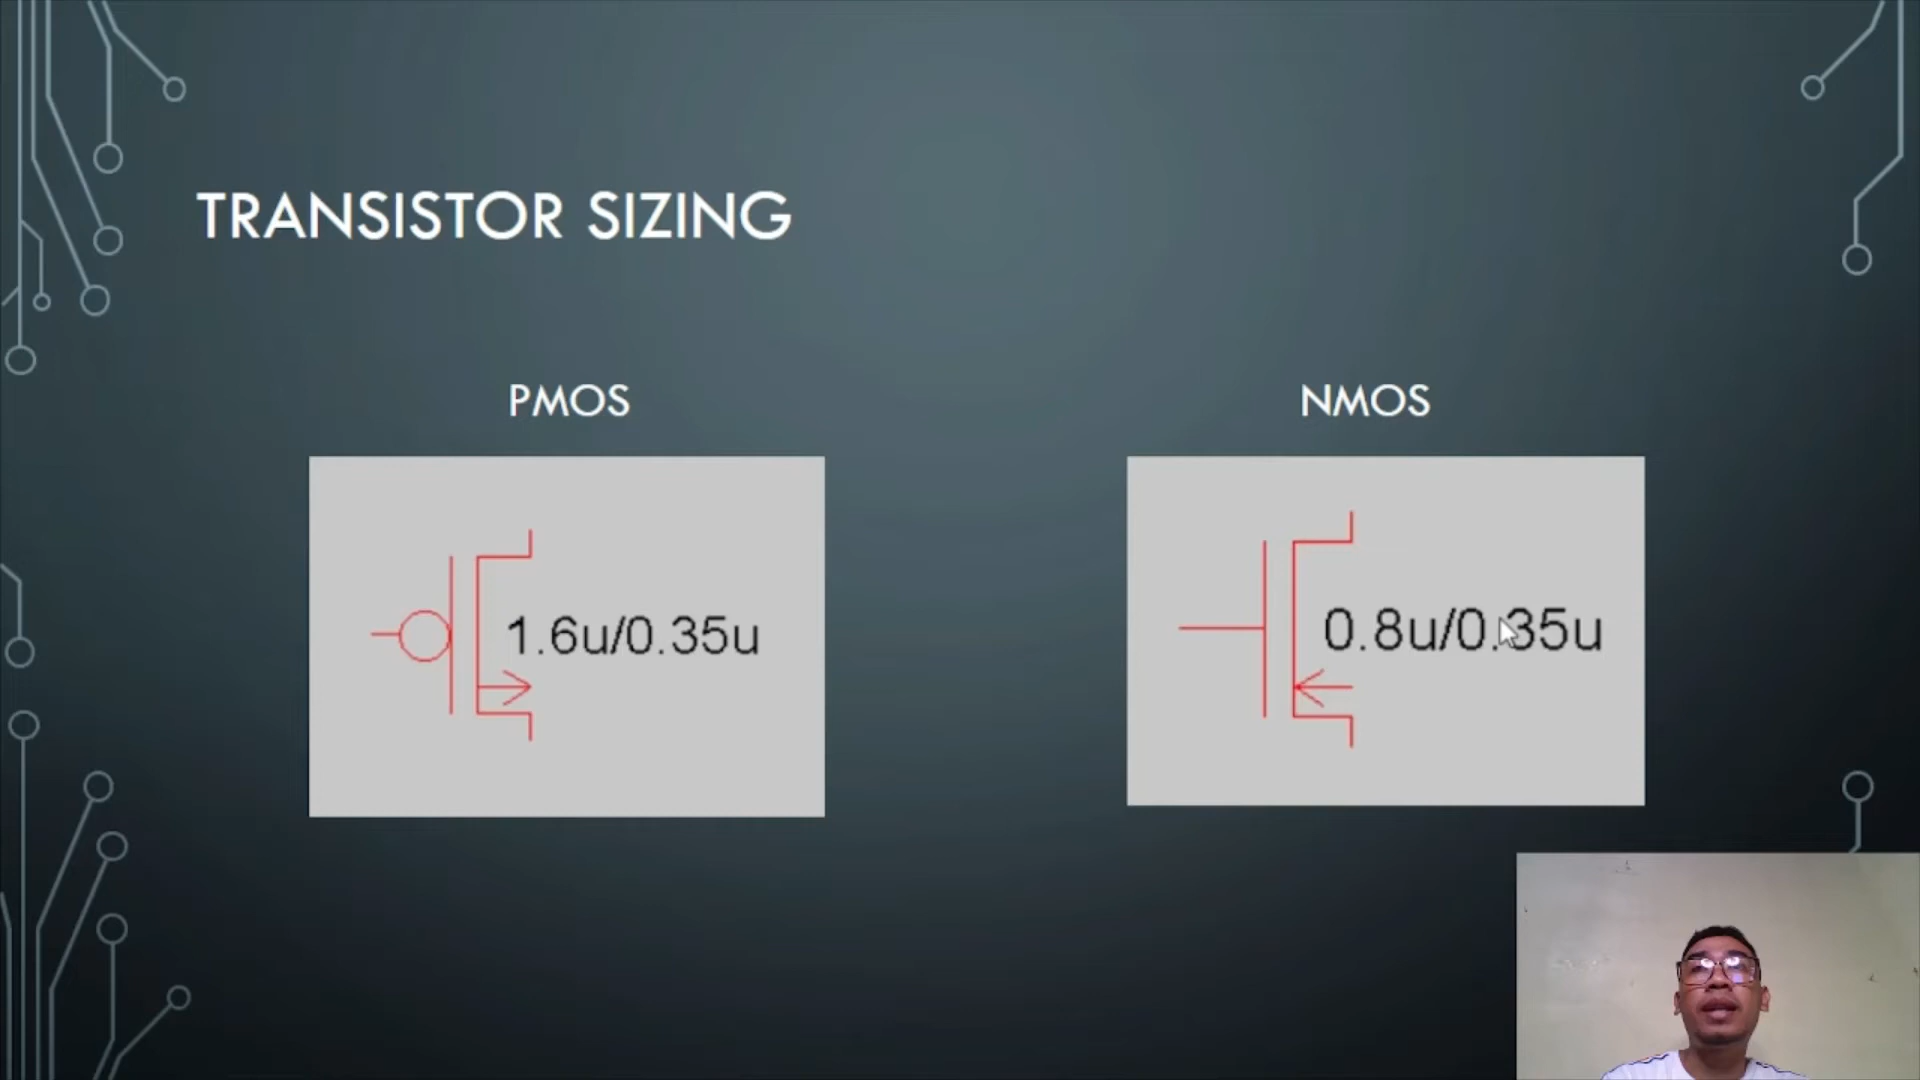 TRANSISTOR SIZING
PMOS
NMOS
1.6u/0.35u
0.8u/0.35u